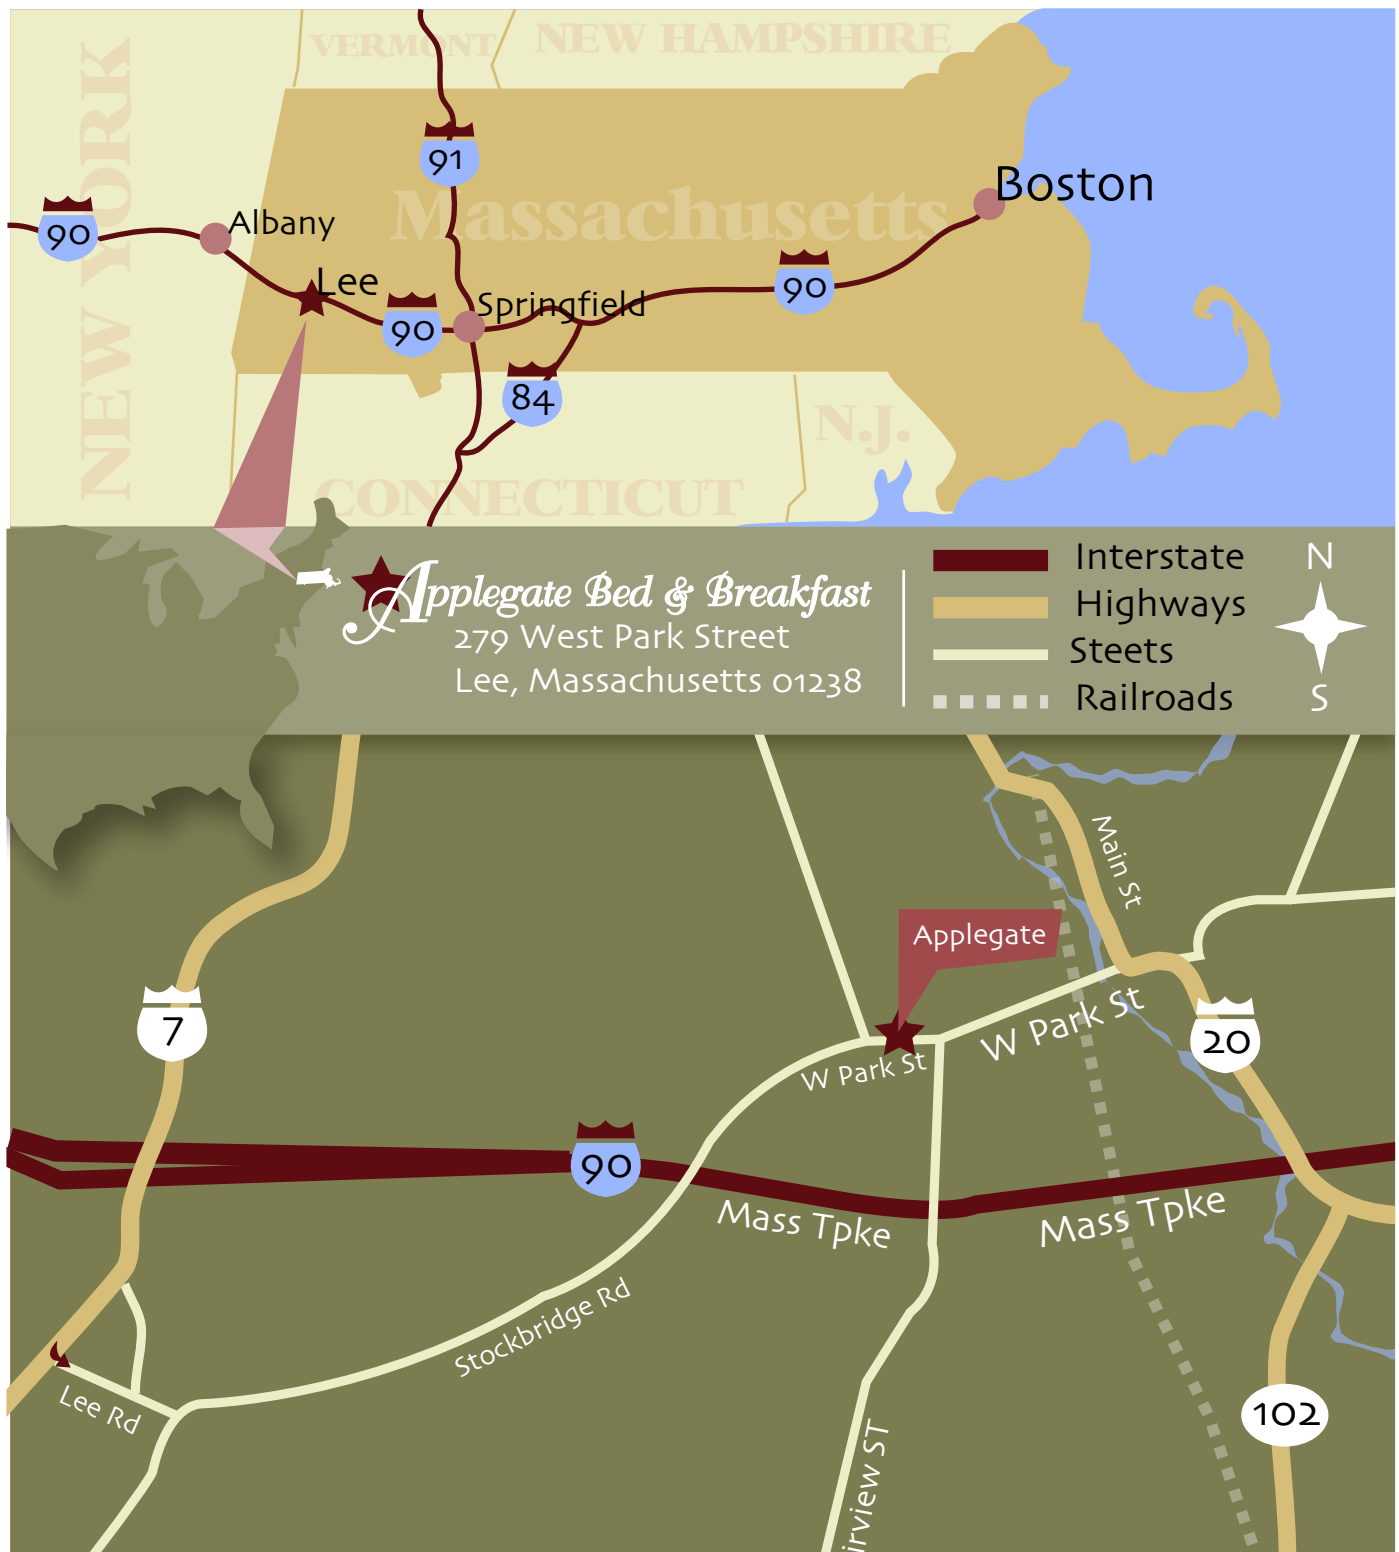 NEW YORK
VERMONT
NEW HAMPSHIRE
91
Massachusetts
Boston
90
Albany
Lee
90
Springfield
90
84
N.J.
CONNECTICUT
Applegate Bed & Breakfast
279 West Park Street
Lee, Massachusetts 01238
Interstate
Highways
Steets
Railroads
N
S
Main St
Applegate
7
W Park St
W Park St
20
90
Mass Tpke
Mass Tpke
Stockbridge Rd
Lee Rd
102
irview ST